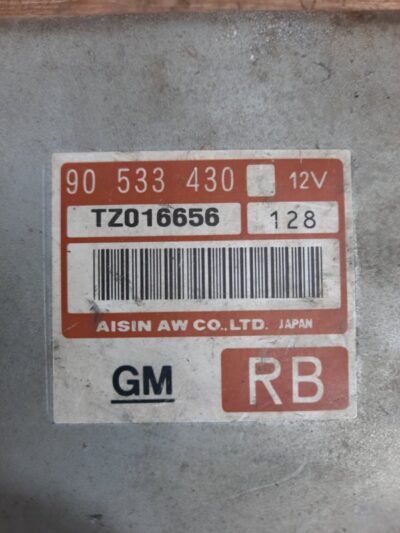 90 533 430 12V
TZ016656 128
AISIN AW CO.,LTD. JAPAN
GM RB